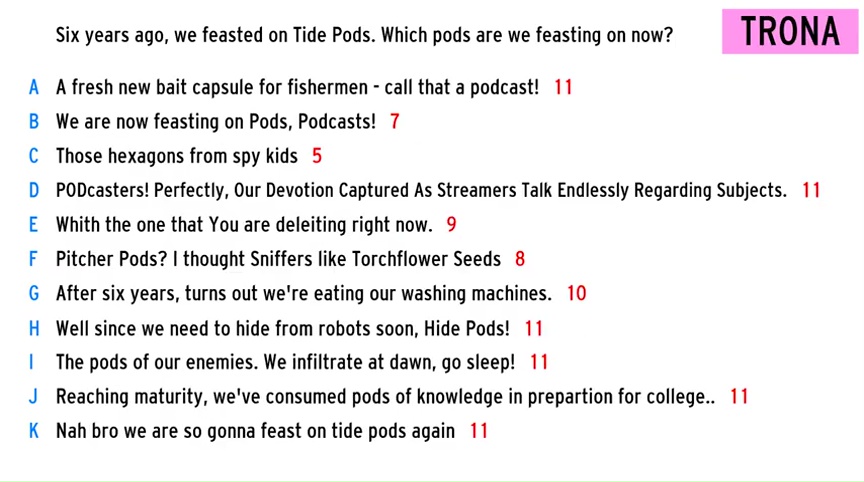 Six years ago, we feasted on Tide Pods. Which pods are we feasting on now?
TRONA
A A fresh new bait capsule for fishermen - call that a podcast! 11
B We are now feasting on Pods, Podcasts! 7
C Those hexagons from spy kids 5
D PODcasters! Perfectly, Our Devotion Captured As Streamers Talk Endlessly Regarding Subjects. 11
E Whith the one that You are deleiting right now. 9
F Pitcher Pods? I thought Sniffers like Torchflower Seeds 8
G After six years, turns out we're eating our washing machines. 10
H Well since we need to hide from robots soon, Hide Pods! 11
I The pods of our enemies. We infiltrate at dawn, go sleep! 11
J Reaching maturity, we've consumed pods of knowledge in prepartion for college.. 11
K Nah bro we are so gonna feast on tide pods again 11